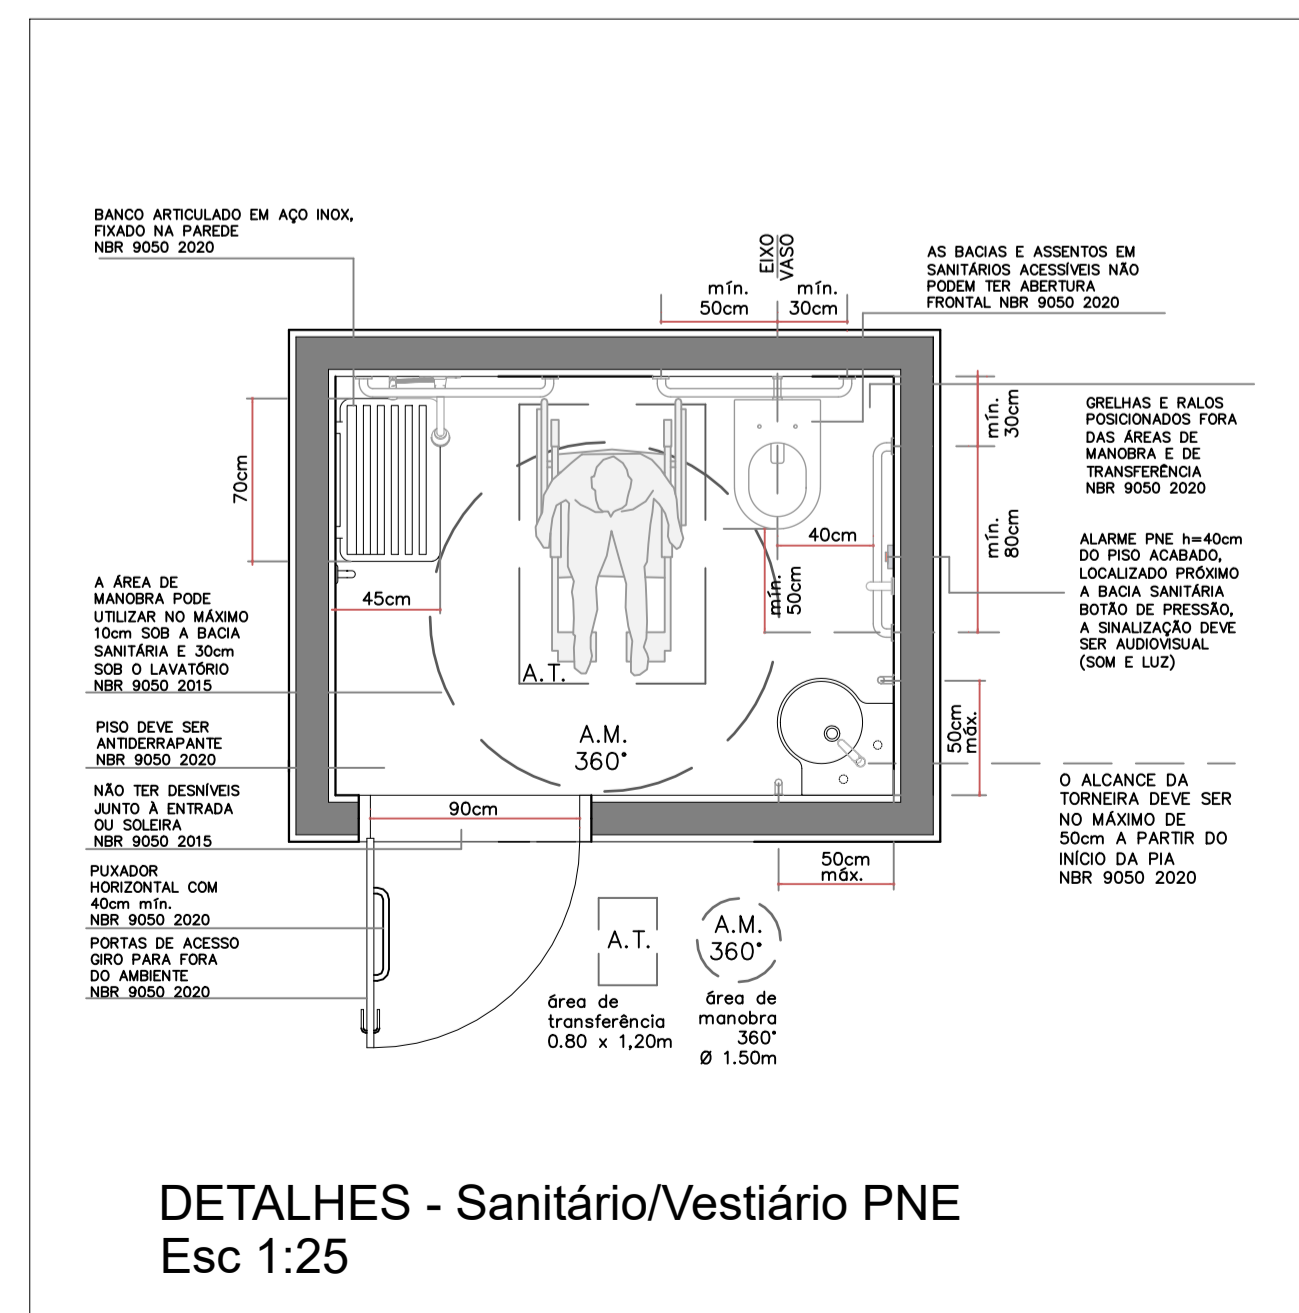 BANCO ARTICULADO EM AÇO INOX,
FIXADO NA PAREDE
NBR 9050 2020
EIXO
VASO
mín.
50cm
mín.
30cm
AS BACIAS E ASSENTOS EM
SANITÁRIOS ACESSÍVEIS NÃO
PODEM TER ABERTURA
FRONTAL NBR 9050 2020
mín.
30cm
GRELHAS E RALOS
POSICIONADOS FORA
DAS ÁREAS DE
MANOBRA E DE
TRANSFERÊNCIA
NBR 9050 2020
70cm
mín.
80cm
40cm
ALARME PNE h=40cm
DO PISO ACABADO,
LOCALIZADO PRÓXIMO
A BACIA SANITÁRIA
BOTÃO DE PRESSÃO,
A SINALIZAÇÃO DEVE
SER AUDIOVISUAL
(SOM E LUZ)
A ÁREA DE
MANOBRA PODE
UTILIZAR NO MÁXIMO
10cm SOB A BACIA
SANITÁRIA E 30cm
SOB O LAVATÓRIO
NBR 9050 2015
45cm
mín.
50cm
A.T.
A.M.
360°
50cm
máx.
PISO DEVE SER
ANTIDERRAPANTE
NBR 9050 2020
NÃO TER DESNÍVEIS
JUNTO À ENTRADA
OU SOLEIRA
NBR 9050 2015
90cm
O ALCANCE DA
TORNEIRA DEVE SER
NO MÁXIMO DE
50cm A PARTIR DO
INÍCIO DA PIA
NBR 9050 2020
50cm
máx.
PUXADOR
HORIZONTAL COM
40cm mín.
NBR 9050 2020
PORTAS DE ACESSO
GIRO PARA FORA
DO AMBIENTE
NBR 9050 2020
A.T.
A.M.
360°
área de
transferência
0.80 x 1,20m
área de
manobra
360°
Ø 1.50m
DETALHES - Sanitário/Vestiário PNE
Esc 1:25